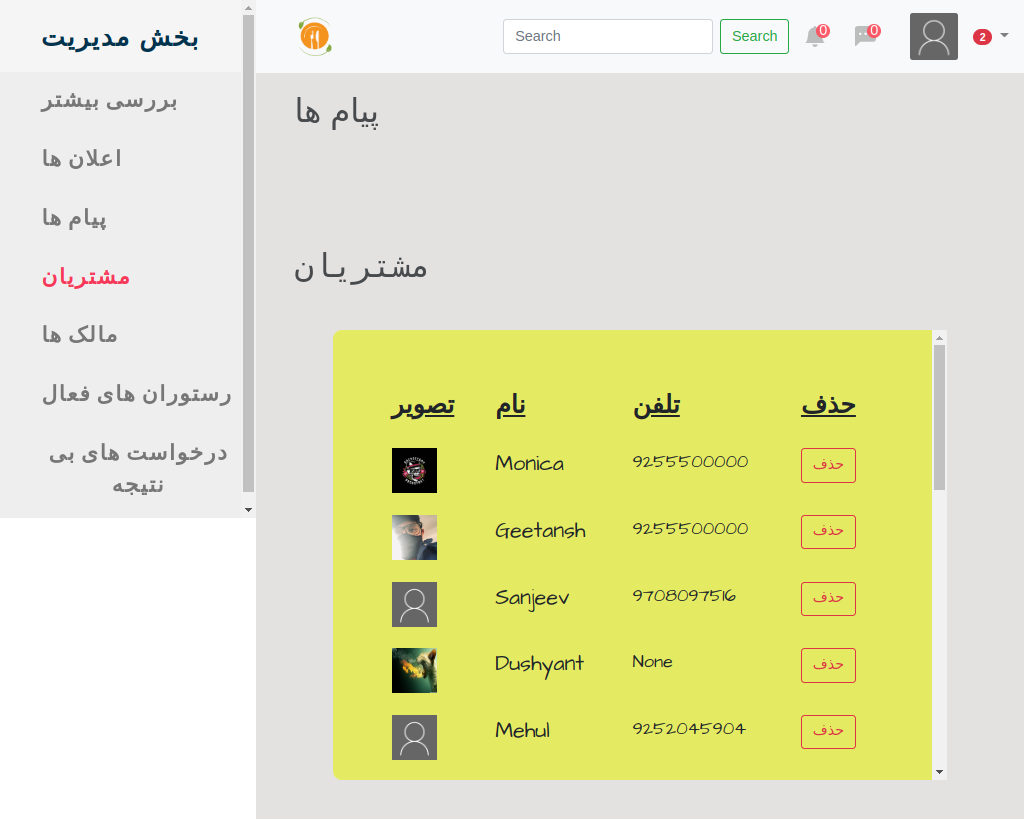 بخش مدیریت
بررسی بیشتر
اعلان ها
پیام ها
مشتریان
مالک ها
رستوران های فعال
درخواست های بی
نتیجه
Search Search 0 0 2
پیام ها
مشتریان
تصویر نام تلفن حذف
Monica 9255500000 حذف
Geetansh 9255500000 حذف
Sanjeev 9708097516 حذف
Dushyant None حذف
Mehul 9252045904 حذف